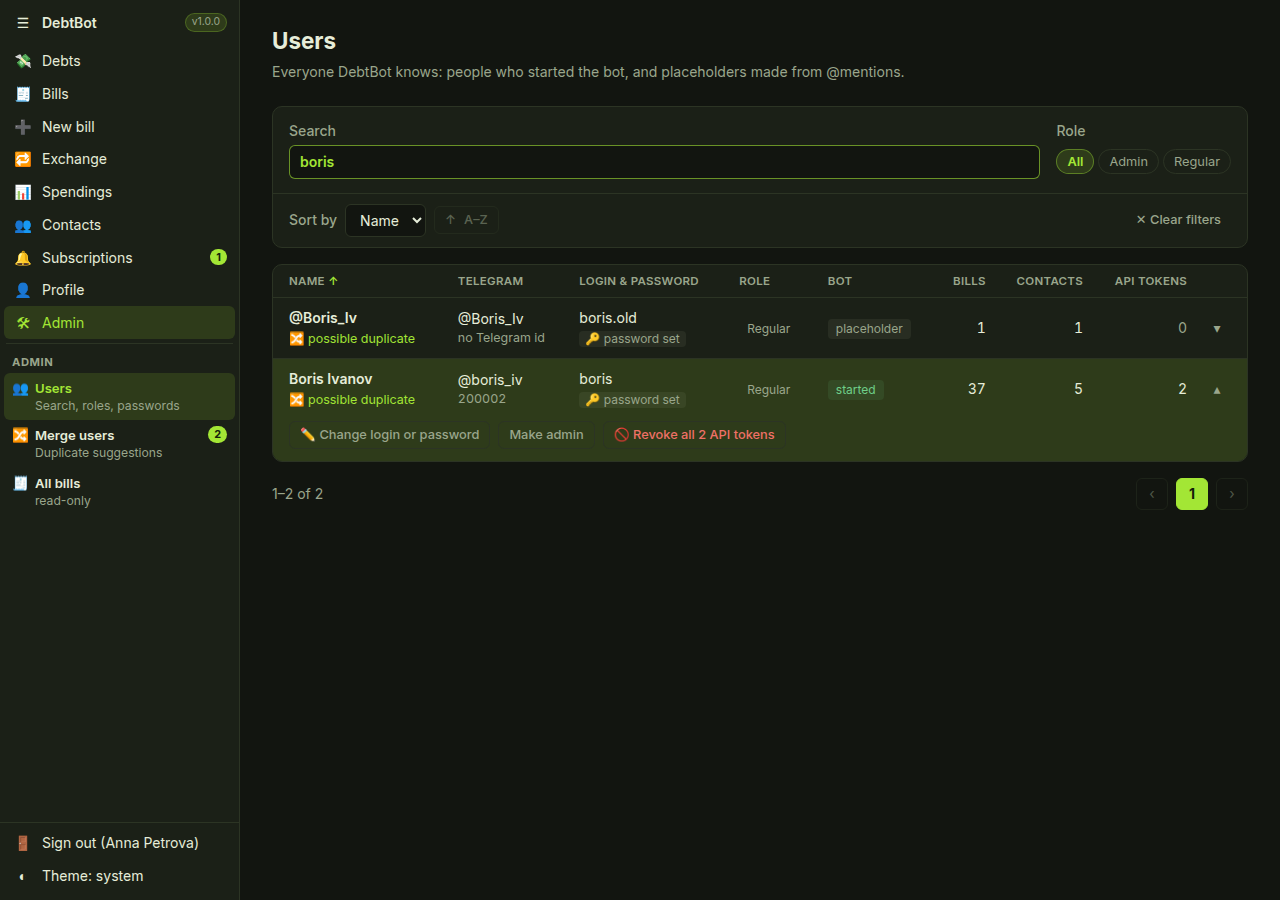 ☰ DebtBot v1.0.0
💸 Debts
🧾 Bills
➕ New bill
🔁 Exchange
📊 Spendings
👥 Contacts
🔔 Subscriptions 1
👤 Profile
🛠 Admin
ADMIN
👥 Users
Search, roles, passwords
🔀 Merge users 2
Duplicate suggestions
🧾 All bills
read-only
🚪 Sign out (Anna Petrova)
Theme: system
Users
Everyone DebtBot knows: people who started the bot, and placeholders made from @mentions.
Search Role
boris All Admin Regular
Sort by Name ↑ A–Z ✕ Clear filters
NAME ↑ TELEGRAM LOGIN & PASSWORD ROLE BOT BILLS CONTACTS API TOKENS
@Boris_Iv @Boris_Iv boris.old Regular placeholder 1 1 0 ▾
🔀 possible duplicate no Telegram id 🔑 password set
Boris Ivanov @boris_iv boris Regular started 37 5 2 ▴
🔀 possible duplicate 200002 🔑 password set
✏️ Change login or password Make admin 🚫 Revoke all 2 API tokens
1–2 of 2 ‹ 1 ›